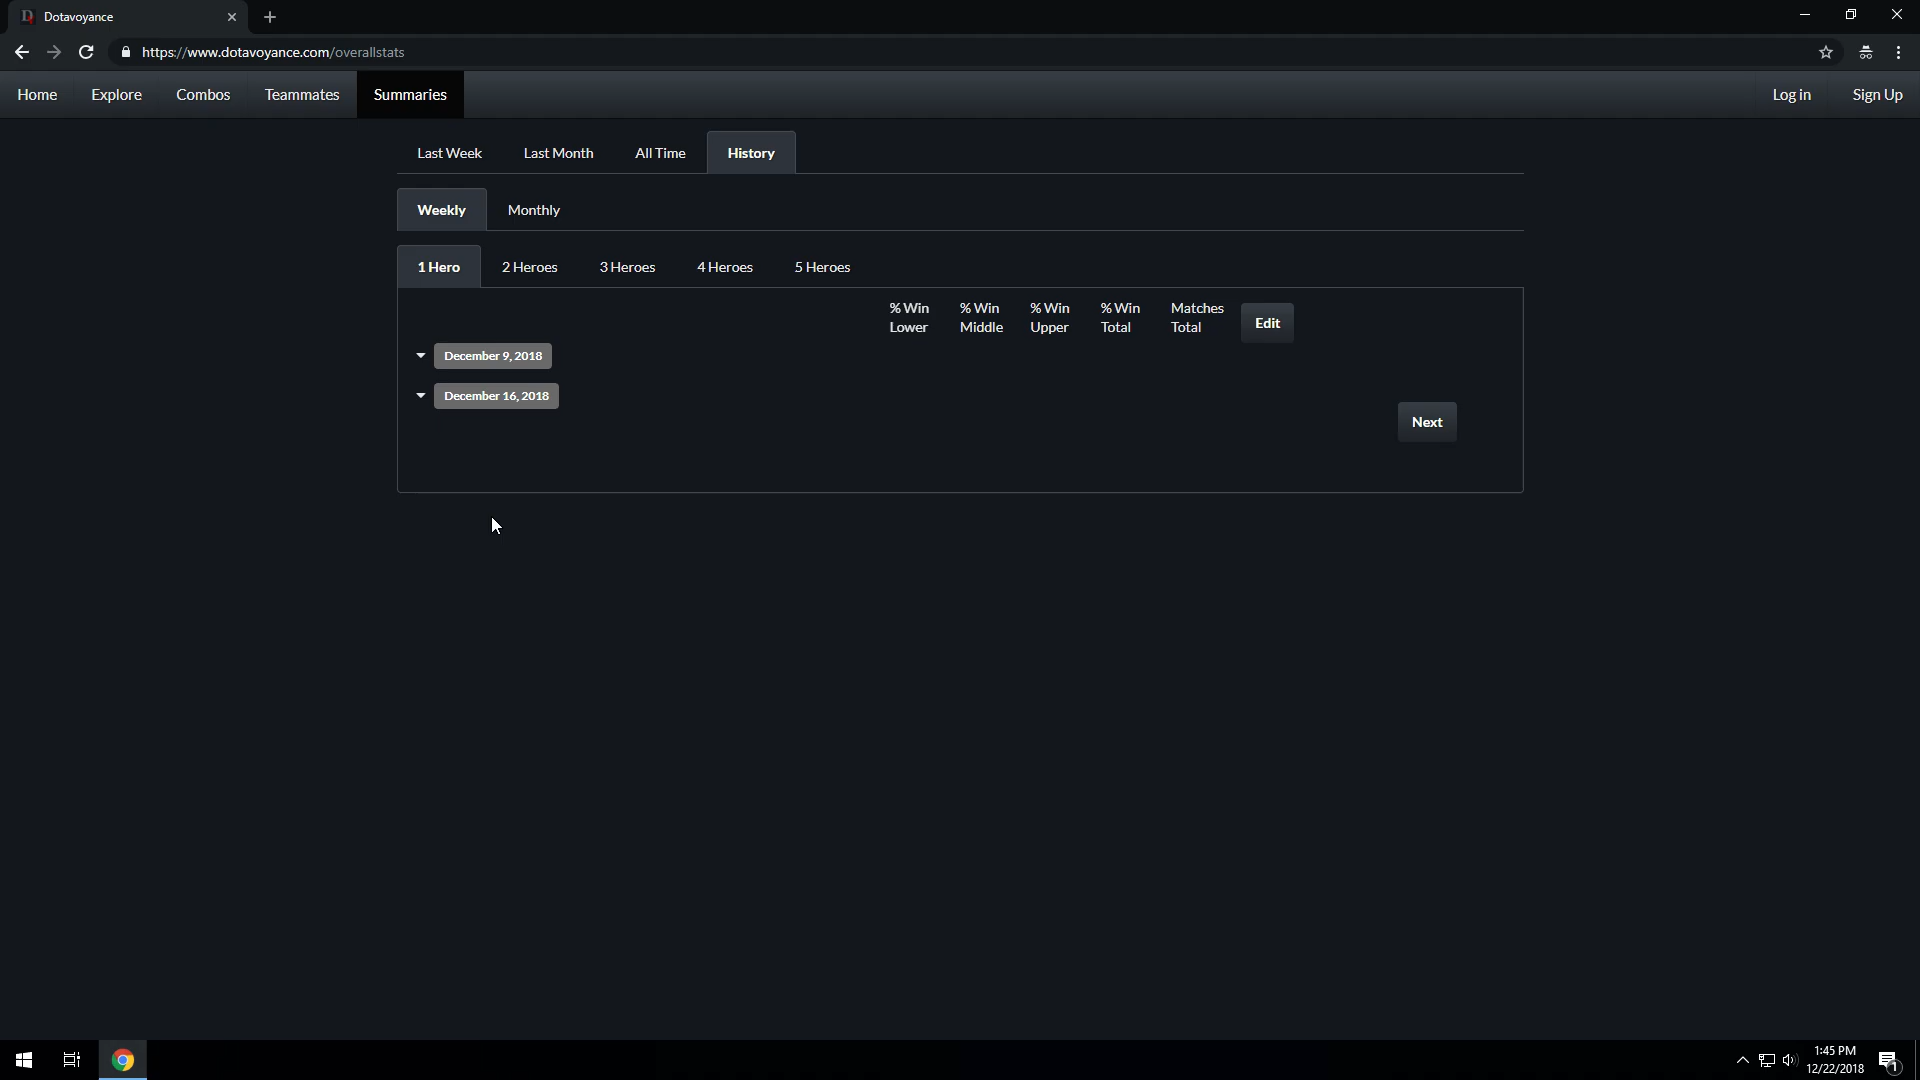 Dotavoyance
https://www.dotavoyance.com/overallstats
Home Explore Combos Teammates Summaries Log in Sign Up
Last Week Last Month All Time History
Weekly Monthly
1 Hero 2 Heroes 3 Heroes 4 Heroes 5 Heroes
% Win % Win % Win % Win Matches
Lower Middle Upper Total Total
Edit
December 9, 2018
December 16, 2018
Next
1:45 PM
12/22/2018
1